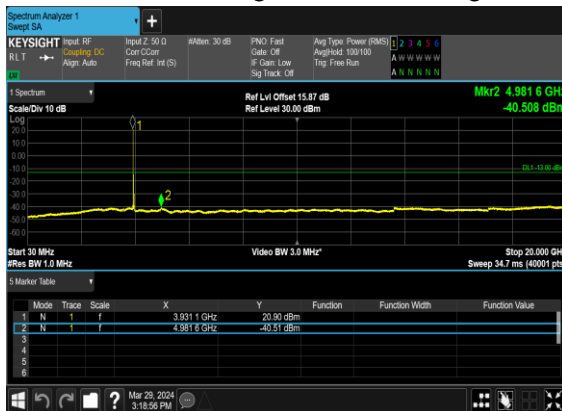 Spectrum Analyzer 1
Swept SA
KEYSIGHT Input: RF Input Z: 50 Ω #Atten: 30 dB PNO: Fast Avg Type: Power (RMS) 1 2 3 4 5 6
RLT Coupling: DC Corr CCorr Gate: Off Avg|Hold: 100/100 A W W W W W
Align: Auto Freq Ref: Int (S) IF Gain: Low Trig: Free Run
Sig Track: Off A N N N N N
1 Spectrum Ref Lvl Offset 15.87 dB Mkr2 4.981 6 GHz
Scale/Div 10 dB Ref Level 30.00 dBm -40.508 dBm
Log
20.0
10.0
0.00
-10.0
-20.0
-30.0
-40.0
-50.0
-60.0
1
DL1 -13.00 dBm
2
Start 30 MHz Video BW 3.0 MHz* Stop 20.000 GHz
#Res BW 1.0 MHz Sweep 34.7 ms (40001 pts)
5 Marker Table
Mode Trace Scale X Y Function Function Width Function Value
1 N 1 f 3.931 1 GHz 20.90 dBm
2 N 1 f 4.981 6 GHz -40.51 dBm
3
4
5
6
? Mar 29, 2024
3:18:56 PM